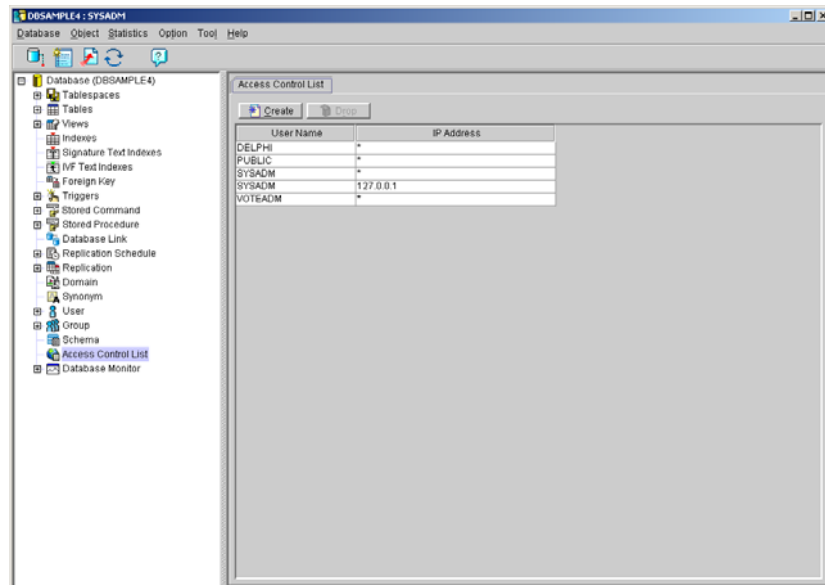 DBSAMPLE4 : SYSADM
Database Object Statistics Option Tool Help
Database (DBSAMPLE4)
Tablespaces
Tables
Views
Indexes
Signature Text Indexes
IVF Text Indexes
Foreign Key
Triggers
Stored Command
Stored Procedure
Database Link
Replication Schedule
Replication
Domain
Synonym
User
Group
Schema
Access Control List
Database Monitor
Access Control List
Create Drop
User Name IP Address
DELPHI *
PUBLIC *
SYSADM *
SYSADM 127.0.0.1
VOTEADM *